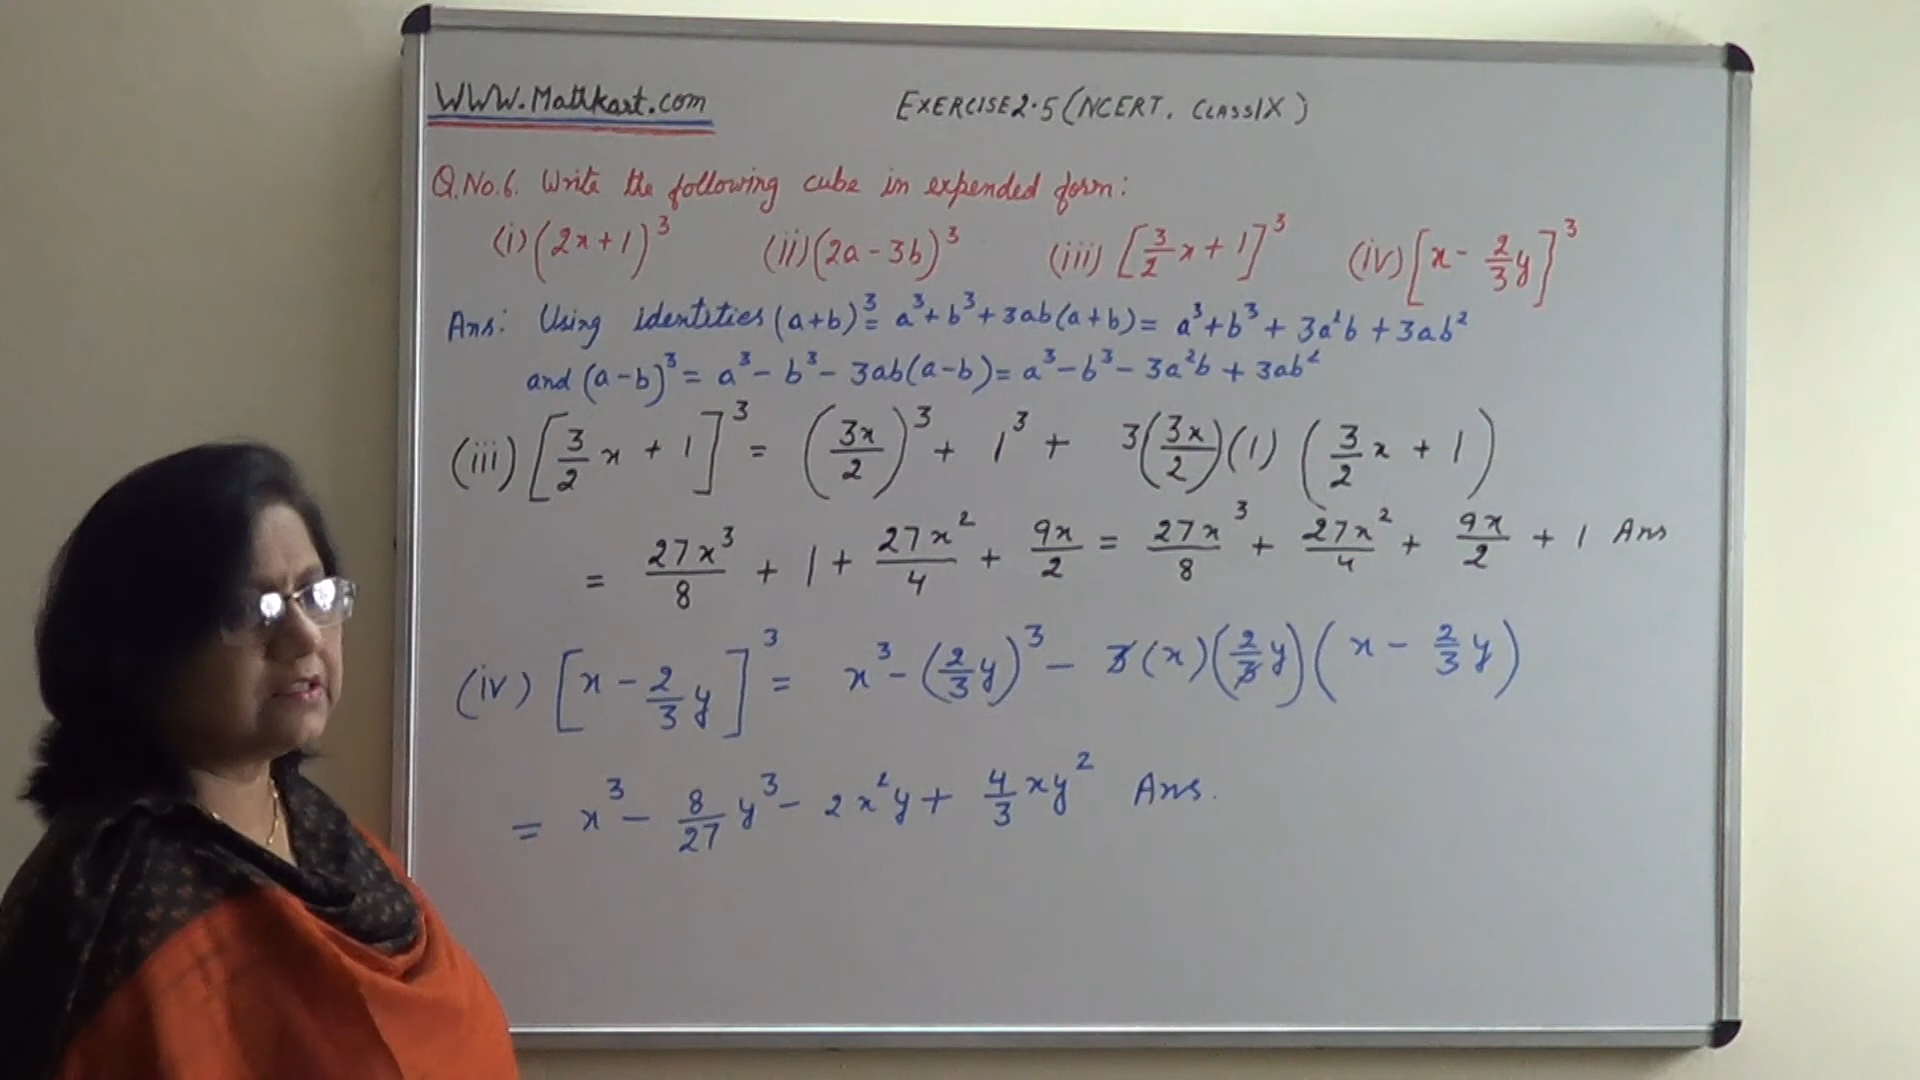 WWW.Mathkart.com EXERCISE 2.5 (NCERT, CLASS IX)
Q.No.6. Write the following cube in expended form:
(i) (2x+1)³ (ii) (2a-3b)³ (iii) [3/2 x + 1]³ (iv) [x - 2/3 y]³
Ans: Using identities (a+b)³ = a³+b³+3ab(a+b) = a³+b³+3a²b+3ab²
and (a-b)³ = a³-b³-3ab(a-b) = a³-b³-3a²b+3ab²
(iii) [3/2 x + 1]³ = (3x/2)³ + 1³ + 3(3x/2)(1)(3/2 x + 1)
= 27x³/8 + 1 + 27x²/4 + 9x/2 = 27x³/8 + 27x²/4 + 9x/2 + 1 Ans
(iv) [x - 2/3 y]³ = x³ - (2/3 y)³ - 3(x)(2/3 y)(x - 2/3 y)
= x³ - 8/27 y³ - 2x²y + 4/3 xy² Ans.